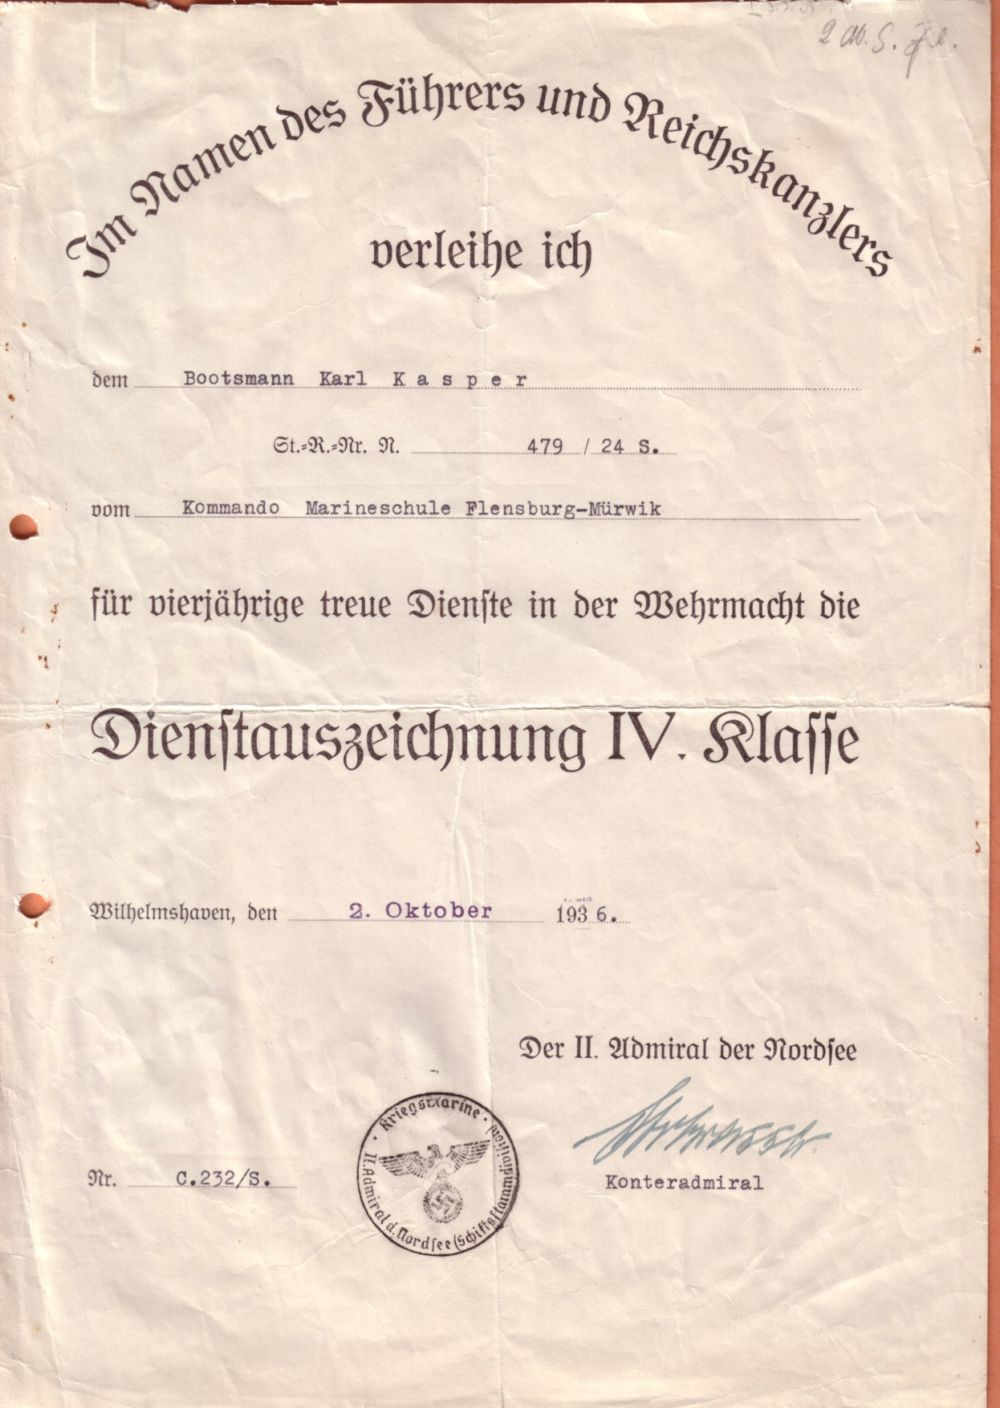 Im Namen des Führers und Reichskanzlers
verleihe ich
dem Bootsmann Karl Kasper
St.-R.-Nr. N. 479 / 24 S.
vom Kommando Marineschule Flensburg-Mürwik
für vierjährige treue Dienste in der Wehrmacht die
Dienstauszeichnung IV. Klasse
Wilhelmshaven, den 2. Oktober 1936.
Der II. Admiral der Nordsee
Konteradmiral
Nr. C.232/S.
Kriegsmarine
II. Admiral d. Nordsee (Schiffsstammdivision)